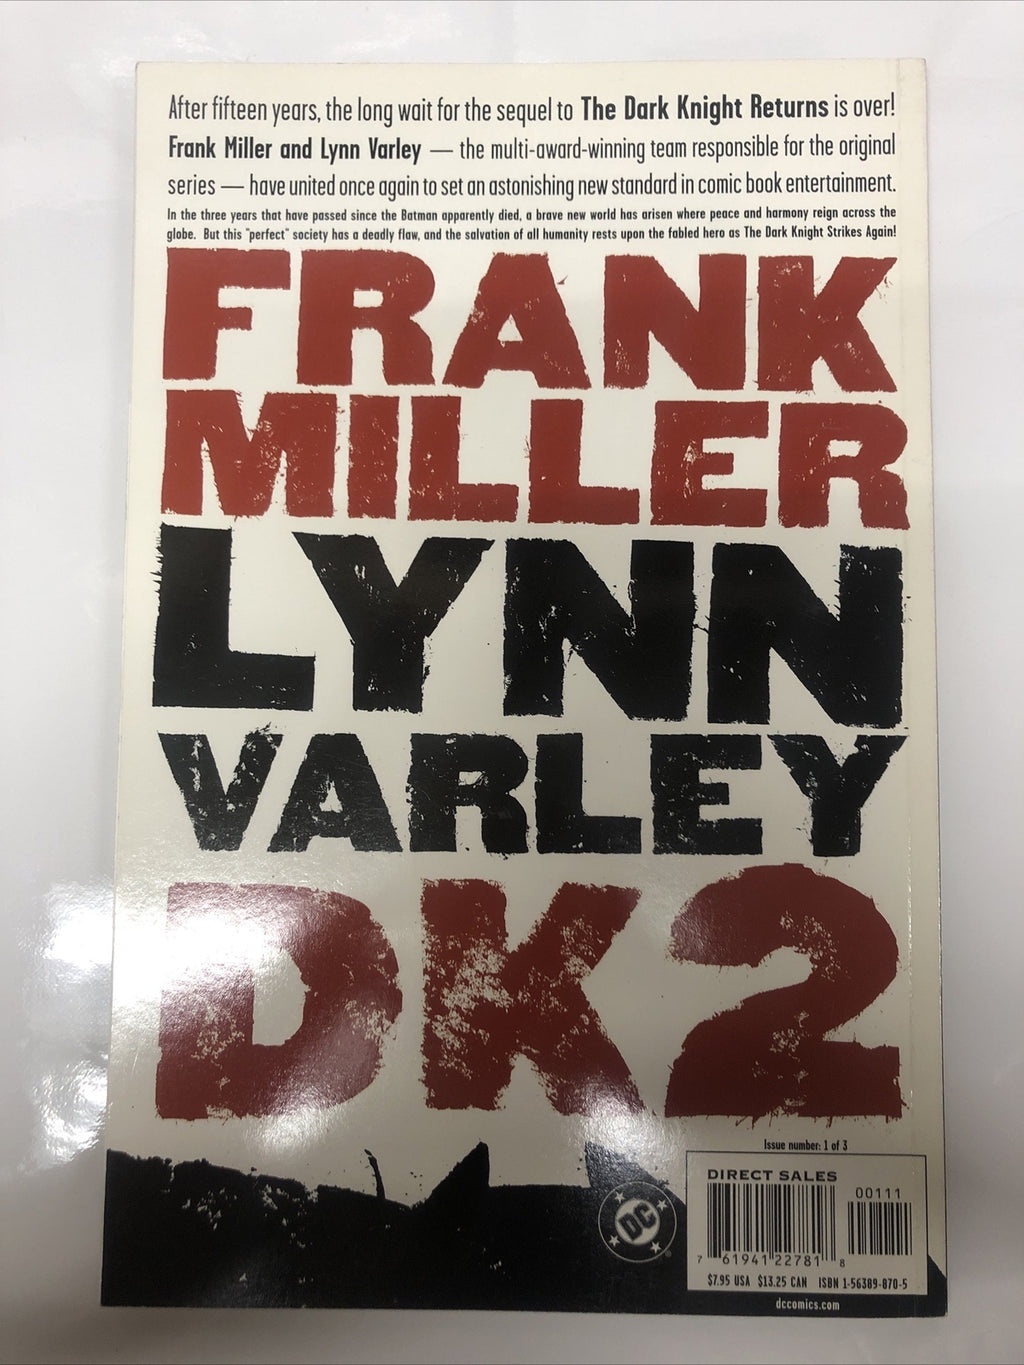 After fifteen years, the long wait for the sequel to The Dark Knight Returns is over!
Frank Miller and Lynn Varley — the multi-award-winning team responsible for the original
series — have united once again to set an astonishing new standard in comic book entertainment.
In the three years that have passed since the Batman apparently died, a brave new world has arisen where peace and harmony reign across the
globe. But this "perfect" society has a deadly flaw, and the salvation of all humanity rests upon the fabled hero as The Dark Knight Strikes Again!
FRANK
MILLER
LYNN
VARLEY
DK2
Issue number: 1 of 3
DIRECT SALES
00111
7 61941 22781 8
$7.95 USA $13.25 CAN ISBN 1-56389-870-5
DC
dccomics.com